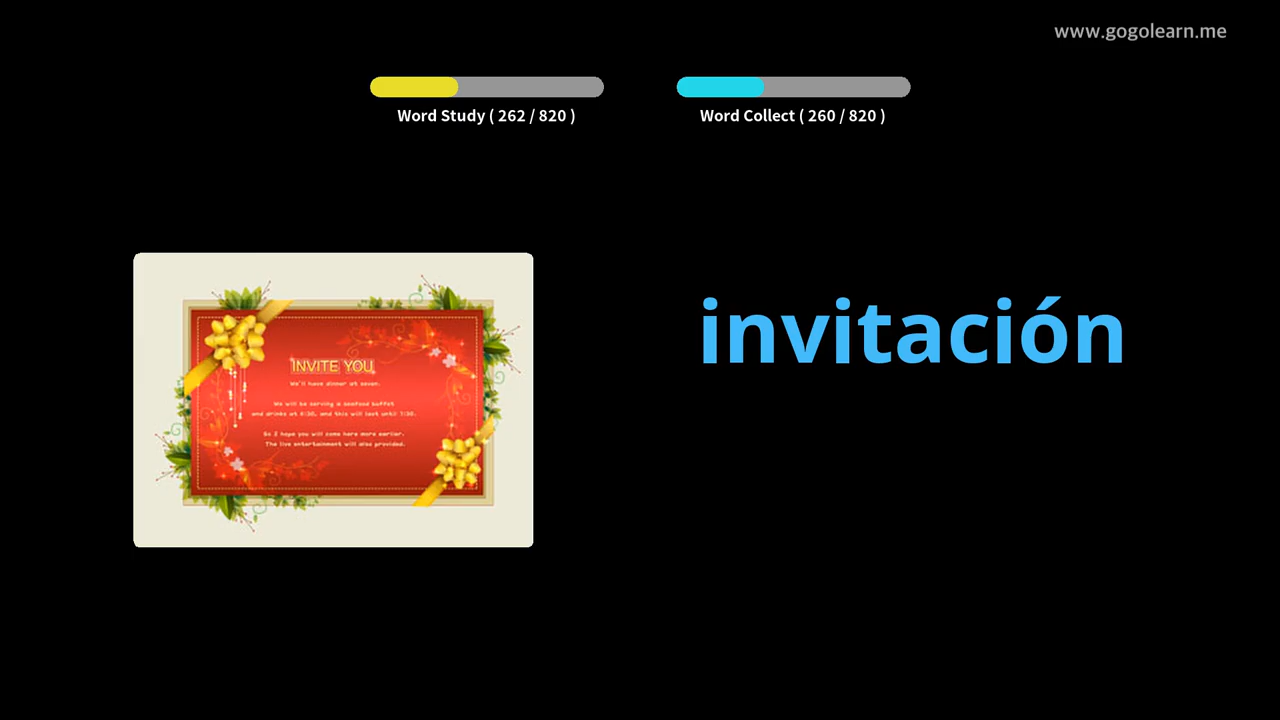 www.gogolearn.me
Word Study ( 262 / 820 )
Word Collect ( 260 / 820 )
INVITE YOU
We'll have dinner at seven.
We will be serving a seafood buffet
and drinks at 6:30, and this will last until 7:30.
So I hope you will come here more earlier.
The live entertainment will also provided.
invitación